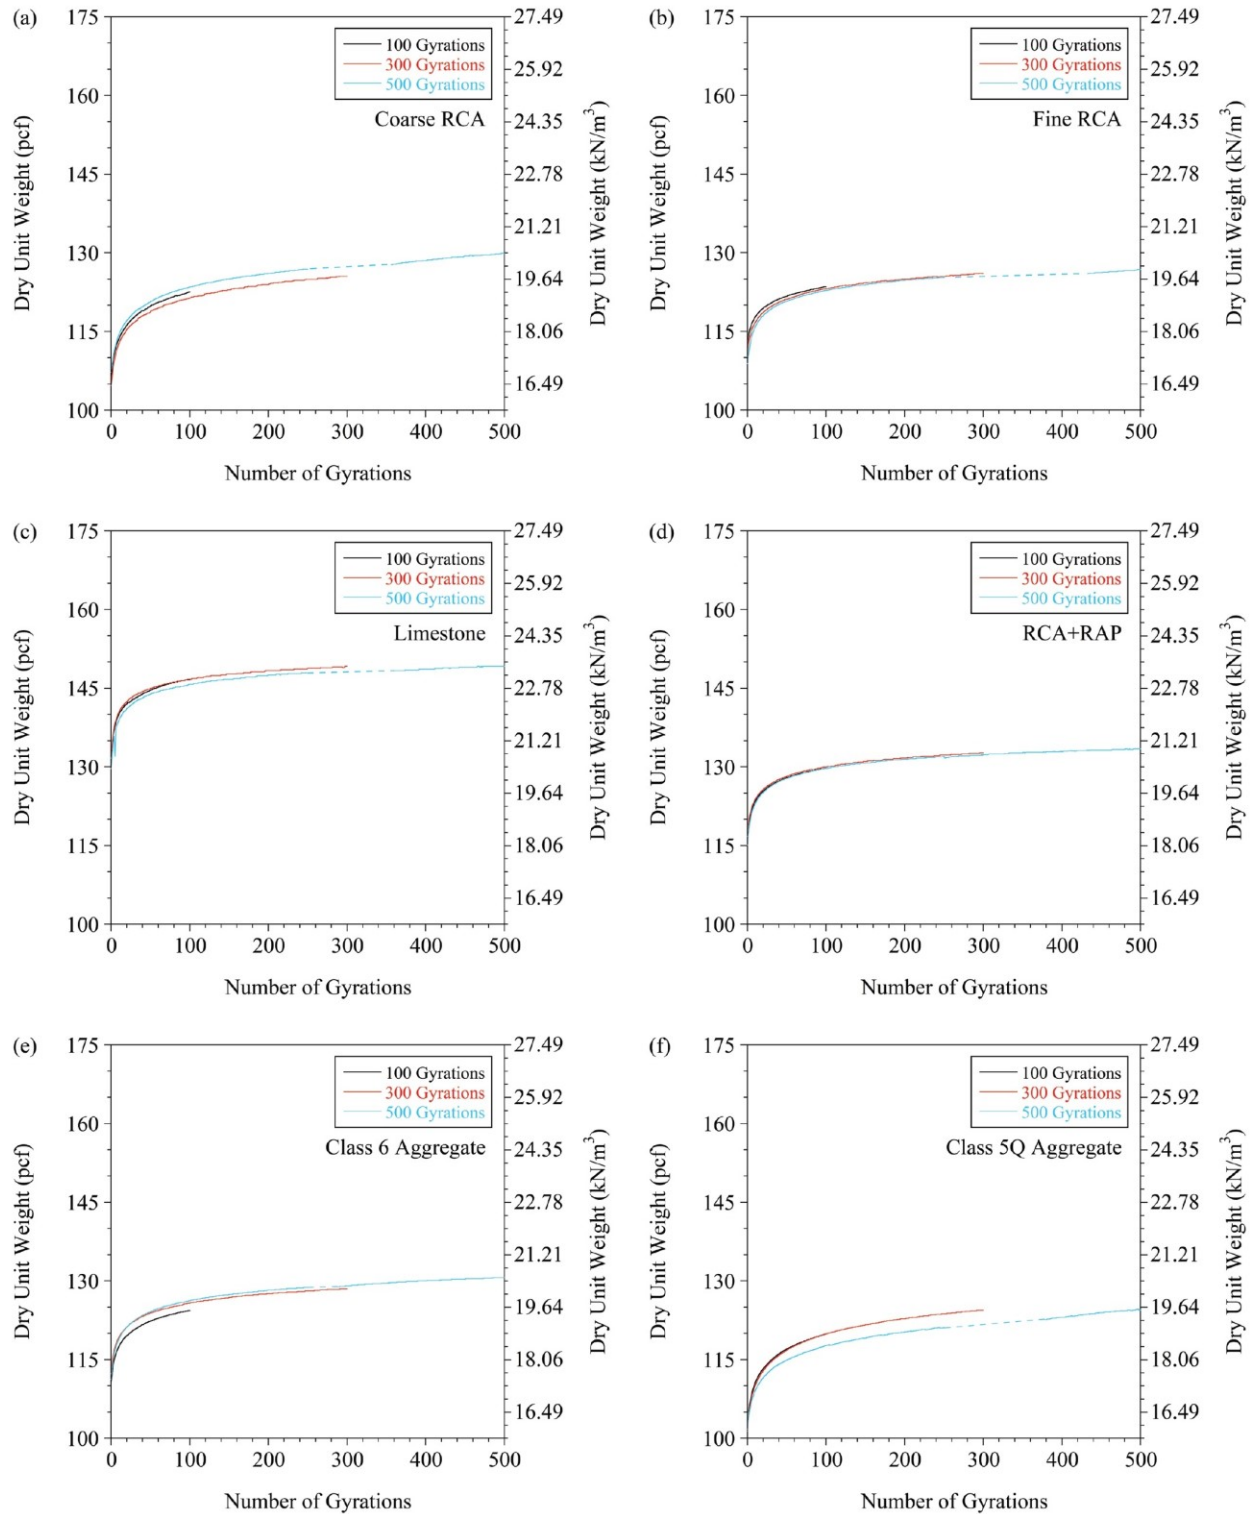 (a)
175
160
145
130
115
100
Dry Unit Weight (pcf)
27.49
25.92
24.35
22.78
21.21
19.64
18.06
16.49
Dry Unit Weight (kN/m³)
100 Gyrations
300 Gyrations
500 Gyrations
Coarse RCA
0 100 200 300 400 500
Number of Gyrations
(b)
175
160
145
130
115
100
Dry Unit Weight (pcf)
27.49
25.92
24.35
22.78
21.21
19.64
18.06
16.49
Dry Unit Weight (kN/m³)
100 Gyrations
300 Gyrations
500 Gyrations
Fine RCA
0 100 200 300 400 500
Number of Gyrations
(c)
175
160
145
130
115
100
Dry Unit Weight (pcf)
27.49
25.92
24.35
22.78
21.21
19.64
18.06
16.49
Dry Unit Weight (kN/m³)
100 Gyrations
300 Gyrations
500 Gyrations
Limestone
0 100 200 300 400 500
Number of Gyrations
(d)
175
160
145
130
115
100
Dry Unit Weight (pcf)
27.49
25.92
24.35
22.78
21.21
19.64
18.06
16.49
Dry Unit Weight (kN/m³)
100 Gyrations
300 Gyrations
500 Gyrations
RCA+RAP
0 100 200 300 400 500
Number of Gyrations
(e)
175
160
145
130
115
100
Dry Unit Weight (pcf)
27.49
25.92
24.35
22.78
21.21
19.64
18.06
16.49
Dry Unit Weight (kN/m³)
100 Gyrations
300 Gyrations
500 Gyrations
Class 6 Aggregate
0 100 200 300 400 500
Number of Gyrations
(f)
175
160
145
130
115
100
Dry Unit Weight (pcf)
27.49
25.92
24.35
22.78
21.21
19.64
18.06
16.49
Dry Unit Weight (kN/m³)
100 Gyrations
300 Gyrations
500 Gyrations
Class 5Q Aggregate
0 100 200 300 400 500
Number of Gyrations